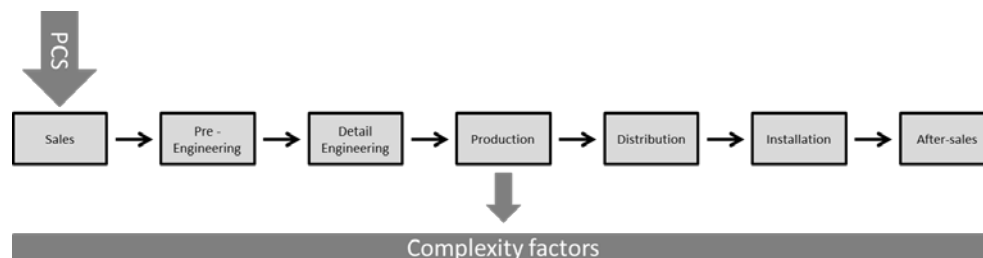 PCS
Sales
Pre -
Engineering
Detail
Engineering
Production
Distribution
Installation
After-sales
Complexity factors